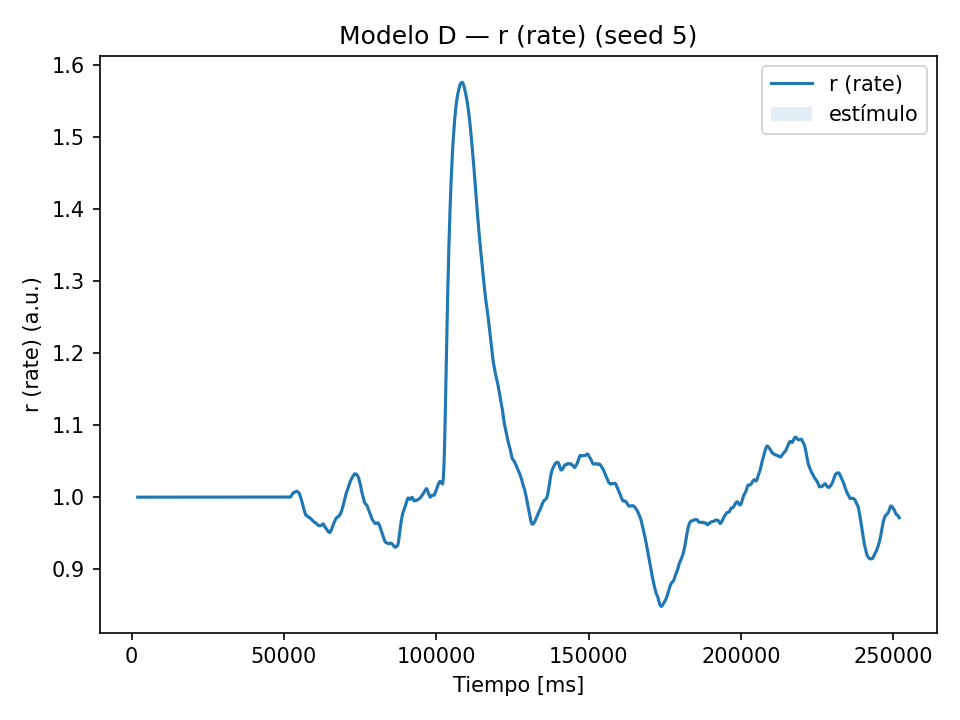 Modelo D — r (rate) (seed 5)
r (rate)
estímulo
r (rate) (a.u.)
1.6
1.5
1.4
1.3
1.2
1.1
1.0
0.9
0 50000 100000 150000 200000 250000
Tiempo [ms]